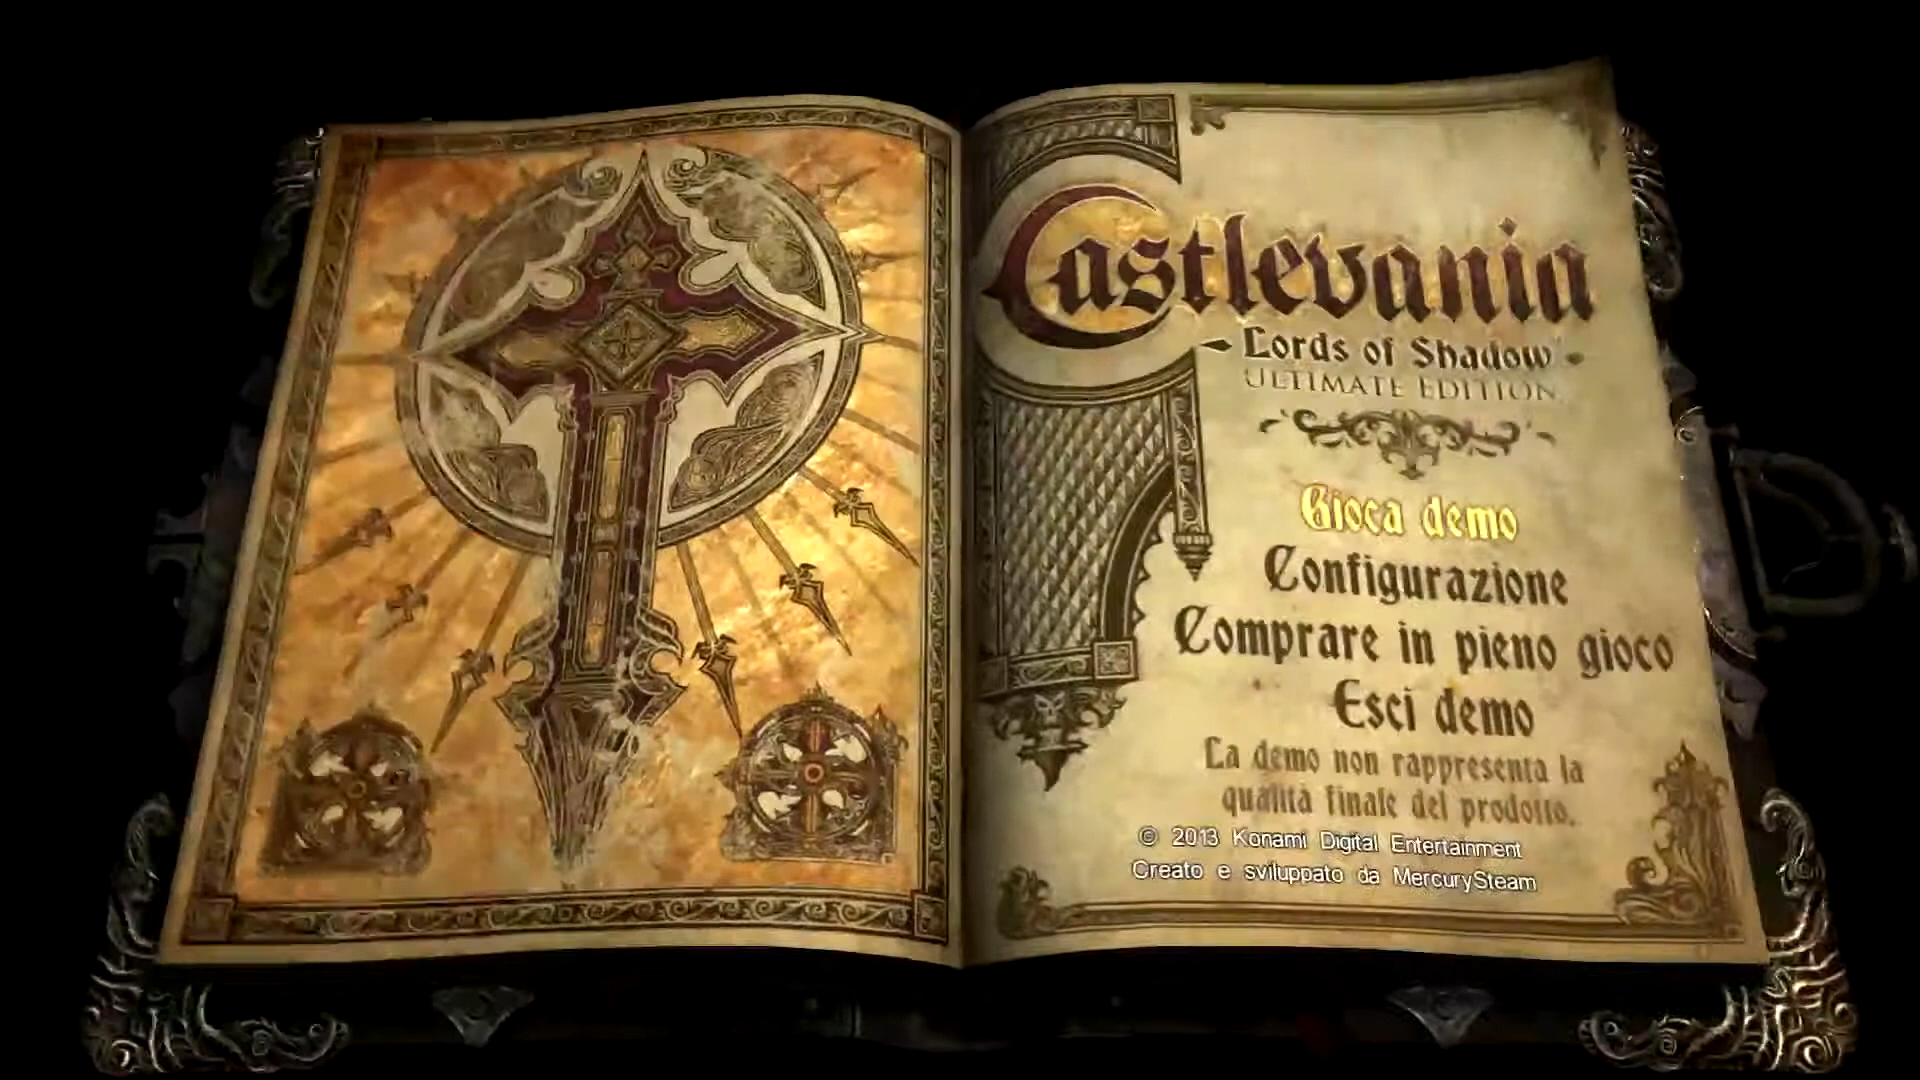 Castlevania
Lords of Shadow™
ULTIMATE EDITION
Gioca demo
Configurazione
Comprare in pieno gioco
Esci demo
La demo non rappresenta la
qualità finale del prodotto.
© 2013 Konami Digital Entertainment
Creato e sviluppato da MercurySteam